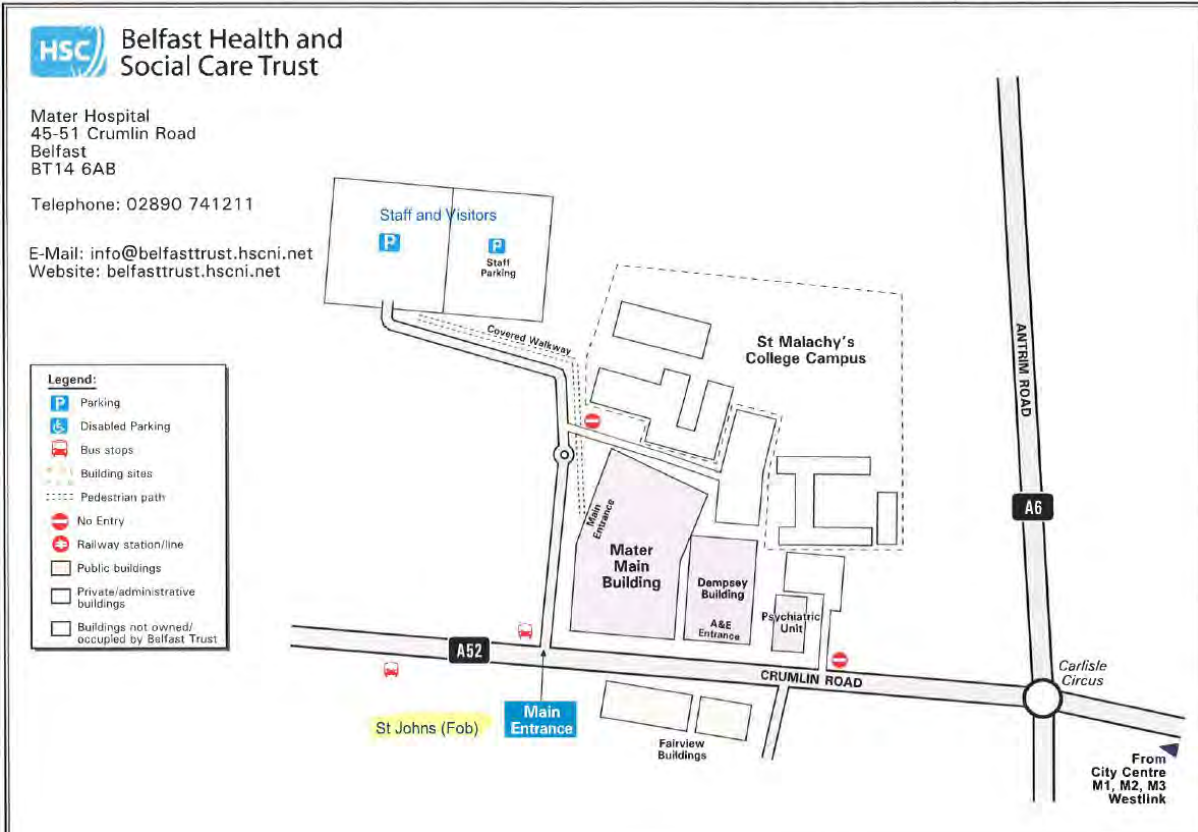 HSC
Belfast Health and
Social Care Trust
Mater Hospital
45-51 Crumlin Road
Belfast
BT14 6AB
Telephone: 02890 741211
E-Mail: info@belfasttrust.hscni.net
Website: belfasttrust.hscni.net
Legend:
P Parking
Disabled Parking
Bus stops
Building sites
Pedestrian path
No Entry
Railway station/line
Public buildings
Private/administrative
buildings
Buildings not owned/
occupied by Belfast Trust
Staff and Visitors
P
P
Staff
Parking
Covered Walkway
St Malachy's
College Campus
ANTRIM ROAD
A6
Main
Entrance
Mater
Main
Building
Dempsey
Building
A&E
Entrance
Psychiatric
Unit
A52
CRUMLIN ROAD
Carlisle
Circus
St Johns (Fob)
Main
Entrance
Fairview
Buildings
From
City Centre
M1, M2, M3
Westlink